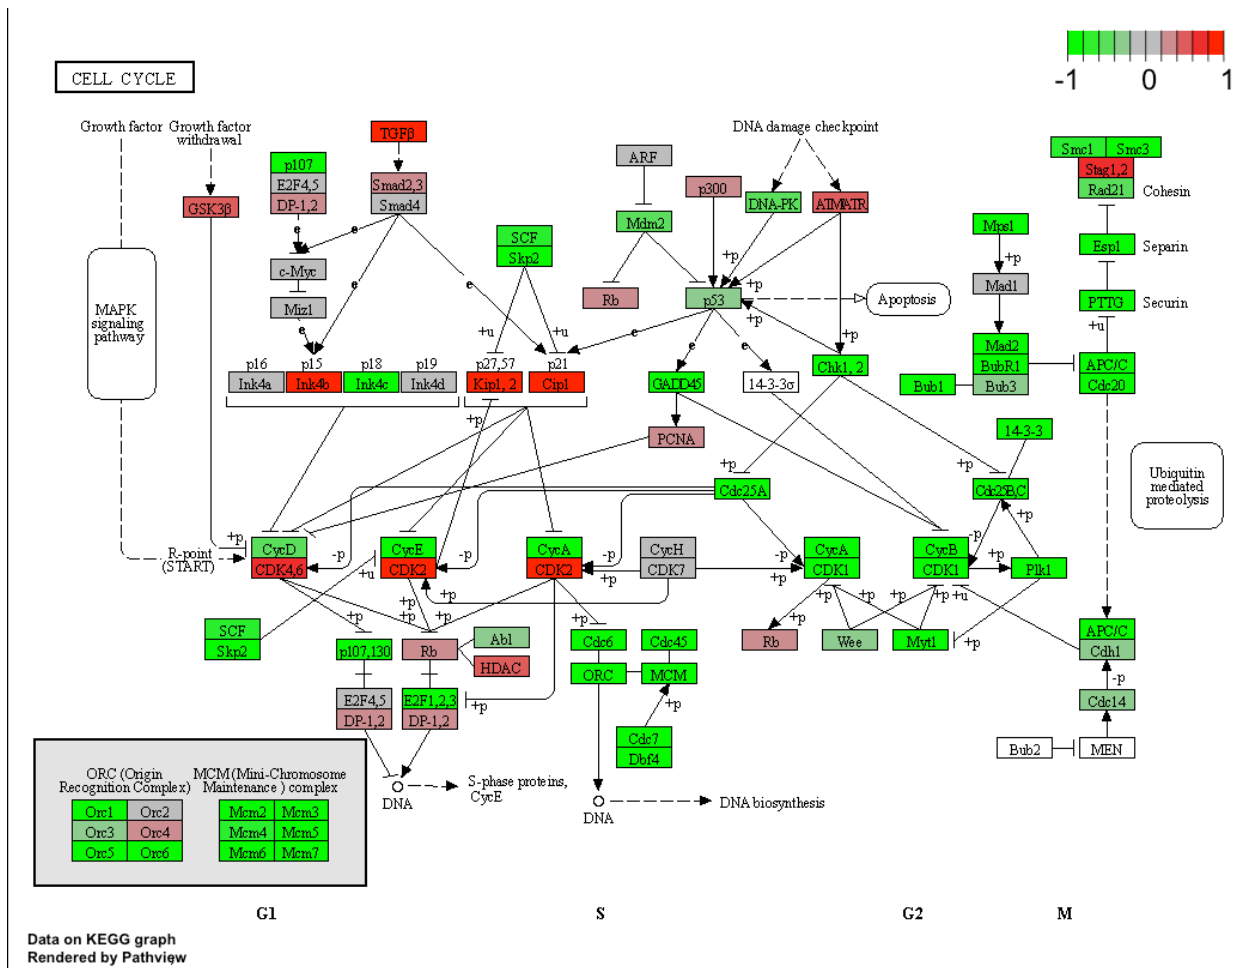 -1 0 1
CELL CYCLE
Growth factor
Growth factor
withdrawal
TGFβ
DNA damage checkpoint
p107
E2F4,5
DP-1,2
Smad2,3
Smad4
GSK3β
ARF
p300
DNA-PK
ATM/ATR
Mdm2
Smc1 Smc3
Stag1,2
Rad21
Cohesin
e e
SCF
Skp2
Mps1
Esp1
Separin
+p
c-Myc
Miz1
e e
Rb
p53
+p
+p
+p
Apoptosis
Mad1
PTTG
Securin
MAPK
signaling
pathway
+u +u
e e
+u
Mad2
BubR1
Bub3
Bub1
APC/C
Cdc20
p16 p15 p18 p19
Ink4a Ink4b Ink4c Ink4d
p27,57 p21
Kip1, 2 Cip1
GADD45
14-3-3σ
Chk1, 2
+p
PCNA
14-3-3
+p
+p
Cdc25A
Cdc25B,C
Ubiquitin
mediated
proteolysis
R-point
(START)
+p
CycD
CDK4,6
-p
CycE
CDK2
-p
CycA
CDK2
-p
+p
CycH
CDK7
-p
+p
CycA
CDK1
CycB
CDK1
-p
+p
+p
Plk1
+u
+p
+p
+p
+p
+p
+p
+p
+p
+p
+u
SCF
Skp2
p107,130
Rb
Abl
HDAC
Cdc6
Cdc45
ORC
MCM
Rb
Wee
Myt1
+p
APC/C
Cdh1
-p
Cdc14
E2F4,5
DP-1,2
E2F1,2,3
DP-1,2
+p
+p
Cdc7
Dbf4
Bub2
MEN
DNA
S-phase proteins,
CycE
DNA
DNA biosynthesis
ORC (Origin
Recognition Complex)
MCM (Mini-Chromosome
Maintenance ) complex
Orc1 Orc2
Orc3 Orc4
Orc5 Orc6
Mcm2 Mcm3
Mcm4 Mcm5
Mcm6 Mcm7
G1 S G2 M
Data on KEGG graph
Rendered by Pathview